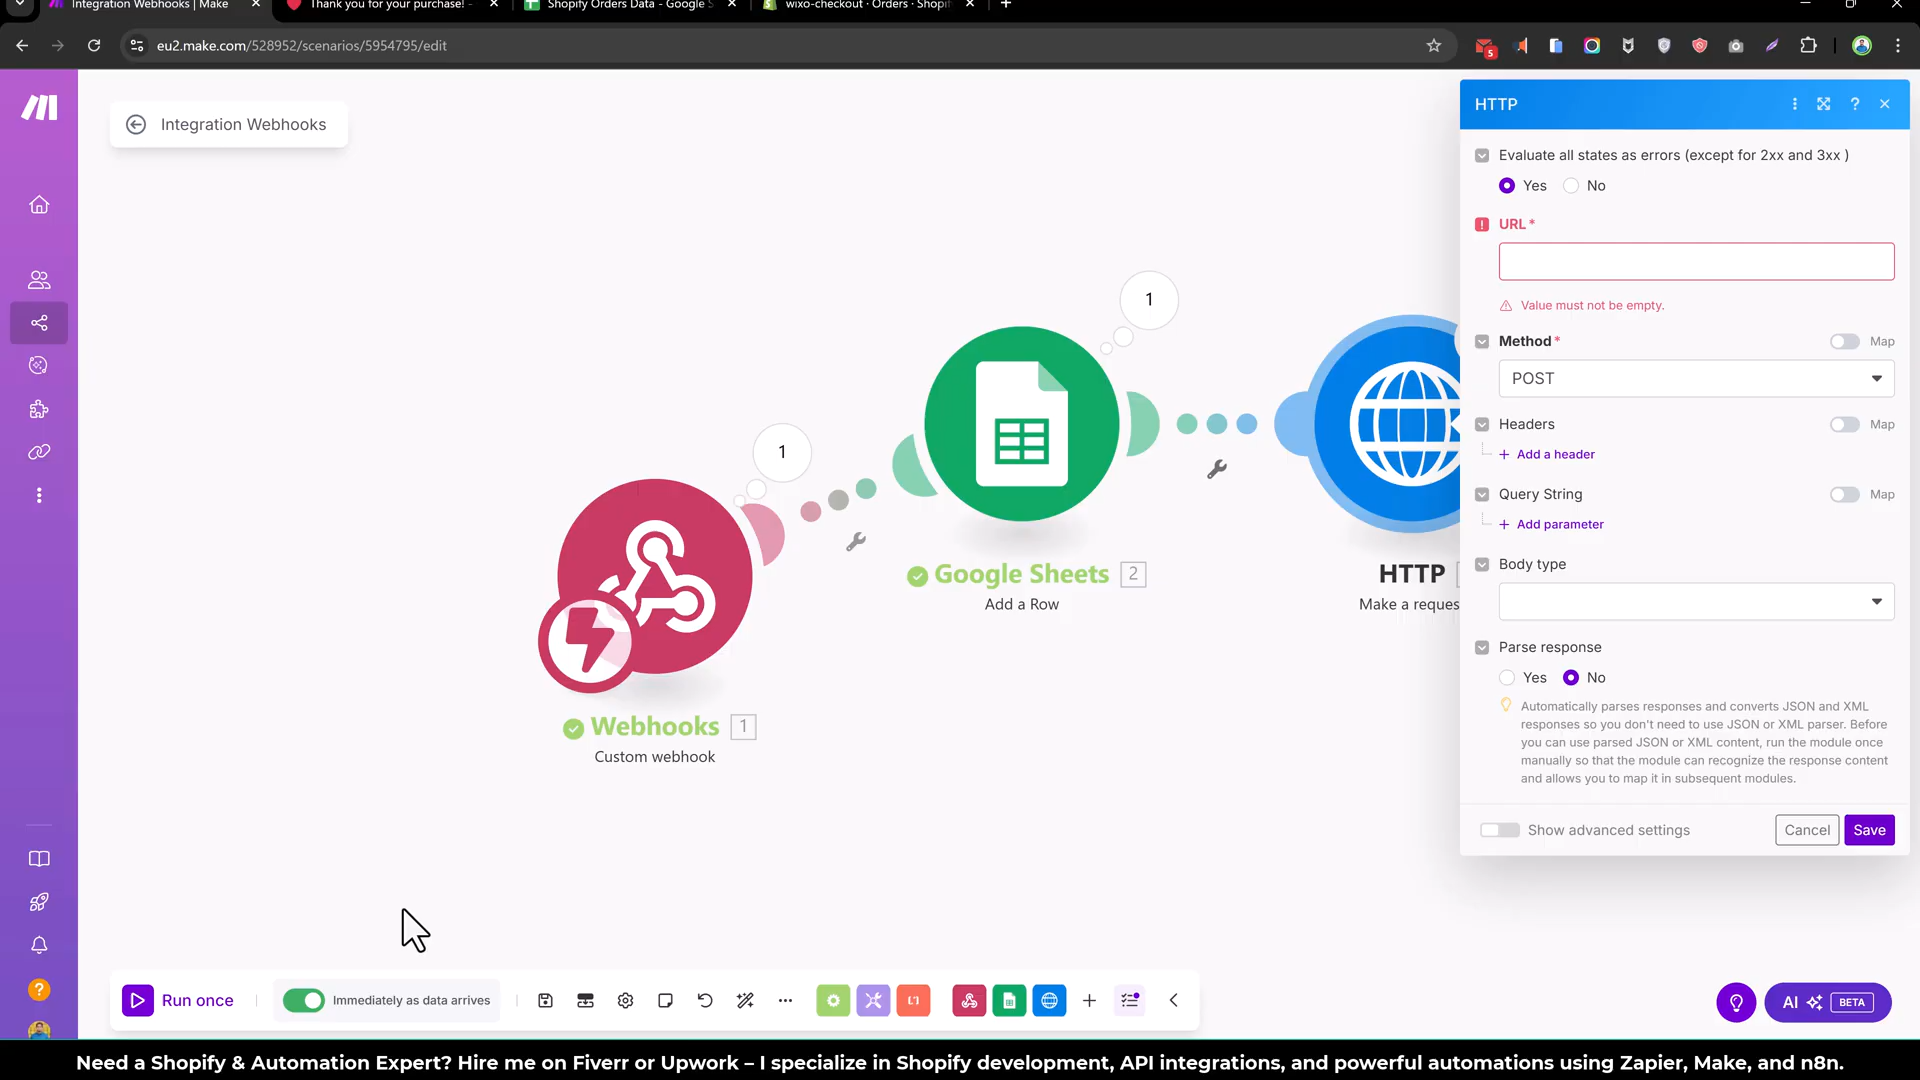 Integration Webhooks | Make
Thank you for your purchase! -
Shopify Orders Data - Google S
wixo-checkout · Orders · Shopif
eu2.make.com/528952/scenarios/5954795/edit
5
Integration Webhooks
HTTP
?
Evaluate all states as errors (except for 2xx and 3xx )
Yes
No
URL *
Value must not be empty.
Method *
Map
POST
Headers
Map
Add a header
Query String
Map
Add parameter
Body type
Parse response
Yes
No
Automatically parses responses and converts JSON and XML
responses so you don't need to use JSON or XML parser. Before
you can use parsed JSON or XML content, run the module once
manually so that the module can recognize the response content
and allows you to map it in subsequent modules.
Show advanced settings
Cancel
Save
1
1
Google Sheets 2
Add a Row
HTTP
Make a reques
Webhooks 1
Custom webhook
Run once
Immediately as data arrives
AI
BETA
Need a Shopify & Automation Expert? Hire me on Fiverr or Upwork – I specialize in Shopify development, API integrations, and powerful automations using Zapier, Make, and n8n.